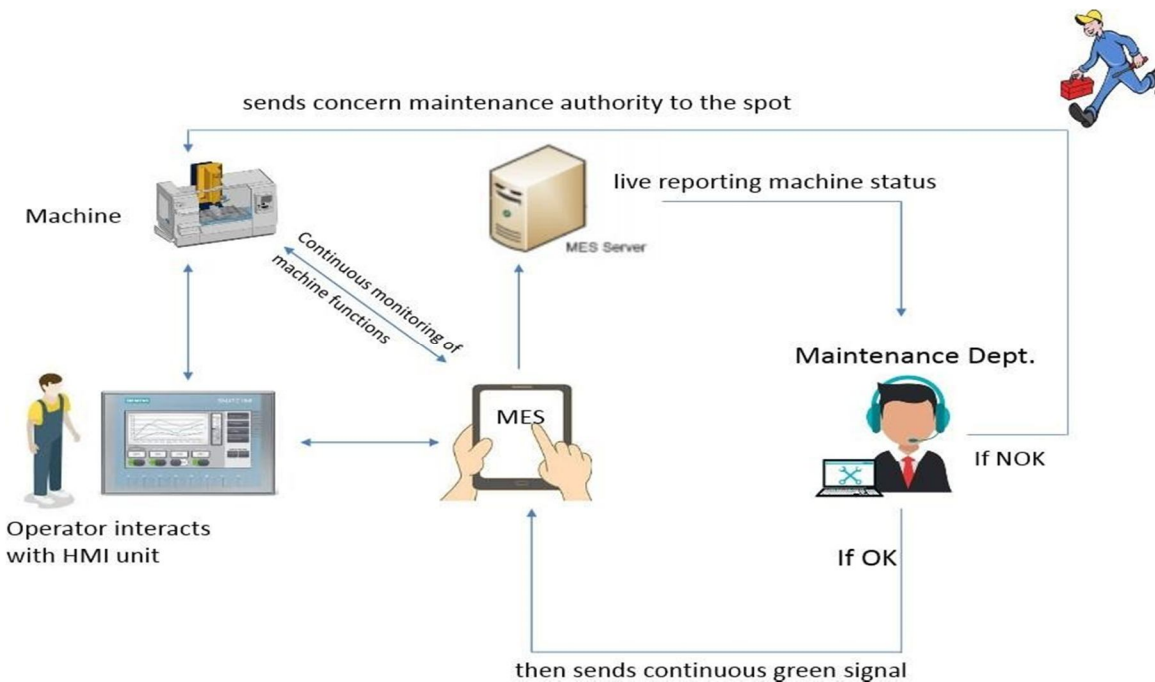 sends concern maintenance authority to the spot
live reporting machine status
Machine
MES Server
Continuous monitoring of
machine functions
Maintenance Dept.
SIEMENS
MES
If NOK
Operator interacts
with HMI unit
If OK
then sends continuous green signal